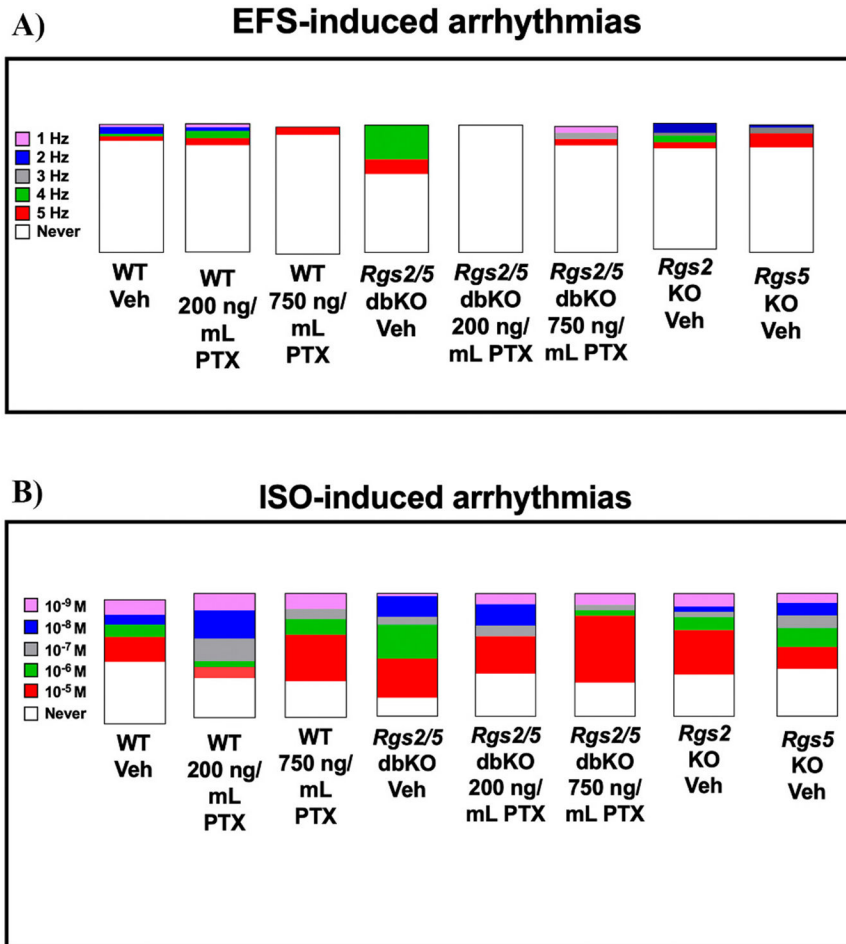 A)
EFS-induced arrhythmias
1 Hz
2 Hz
3 Hz
4 Hz
5 Hz
Never
WT
Veh
WT
200 ng/
mL
PTX
WT
750 ng/
mL
PTX
Rgs2/5
dbKO
Veh
Rgs2/5
dbKO
200 ng/
mL PTX
Rgs2/5
dbKO
750 ng/
mL PTX
Rgs2
KO
Veh
Rgs5
KO
Veh
B)
ISO-induced arrhythmias
10⁻⁹ M
10⁻⁸ M
10⁻⁷ M
10⁻⁶ M
10⁻⁵ M
Never
WT
Veh
WT
200 ng/
mL
PTX
WT
750 ng/
mL
PTX
Rgs2/5
dbKO
Veh
Rgs2/5
dbKO
200 ng/
mL PTX
Rgs2/5
dbKO
750 ng/
mL PTX
Rgs2
KO
Veh
Rgs5
KO
Veh